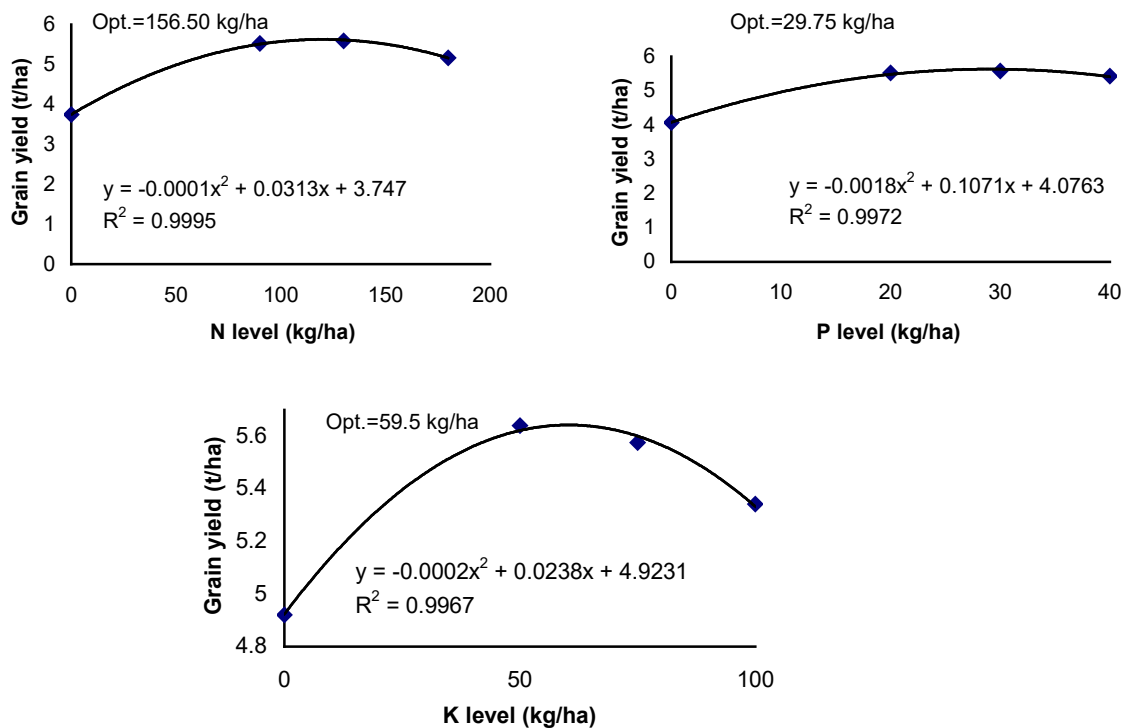 Opt.=156.50 kg/ha
Grain yield (t/ha)
6
5
4
3
2
1
0
y = -0.0001x² + 0.0313x + 3.747
R² = 0.9995
0 50 100 150 200
N level (kg/ha)
Opt.=29.75 kg/ha
Grain yield (t/ha)
6
5
4
3
2
1
0
y = -0.0018x² + 0.1071x + 4.0763
R² = 0.9972
0 10 20 30 40
P level (kg/ha)
Opt.=59.5 kg/ha
Grain yield (t/ha)
5.6
5.4
5.2
5
4.8
y = -0.0002x² + 0.0238x + 4.9231
R² = 0.9967
0 50 100
K level (kg/ha)